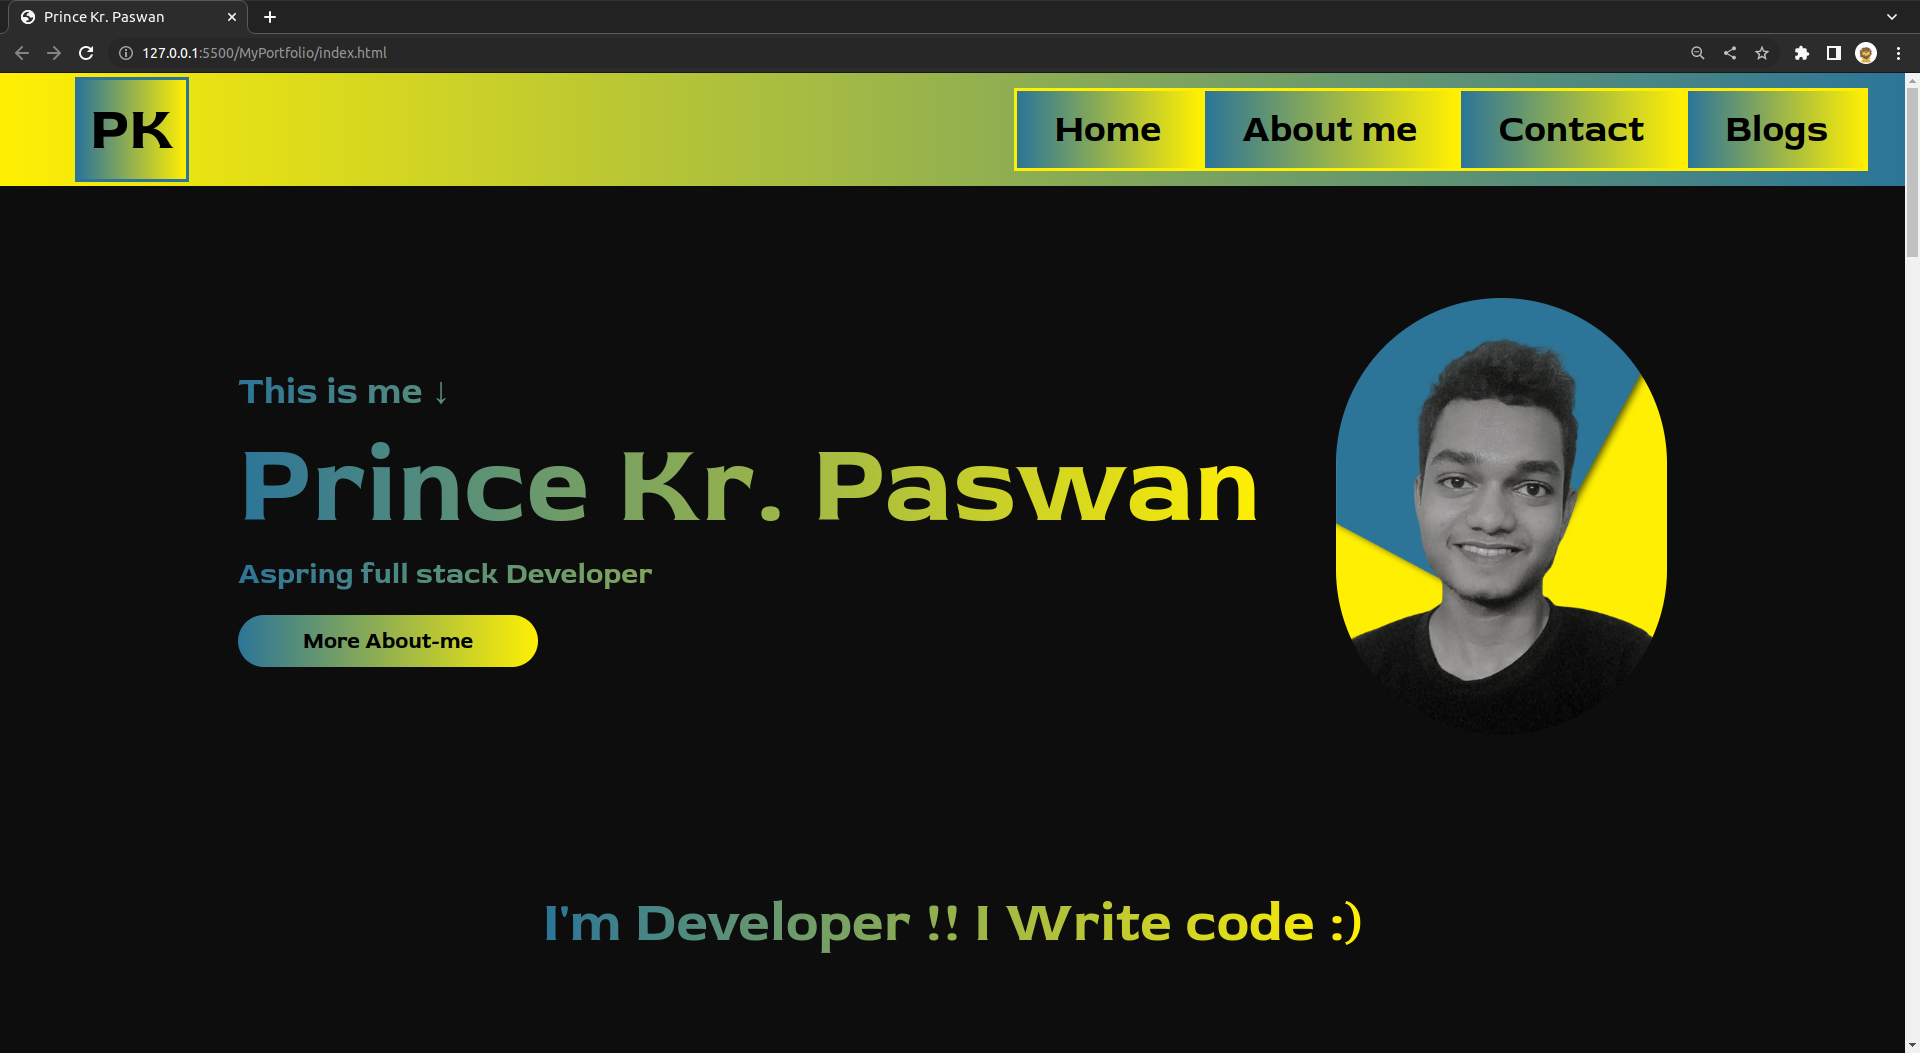 Prince Kr. Paswan
127.0.0.1:5500/MyPortfolio/index.html
PK
Home About me Contact Blogs
This is me ↓
Prince Kr. Paswan
Aspring full stack Developer
More About-me
I'm Developer !! I Write code :)